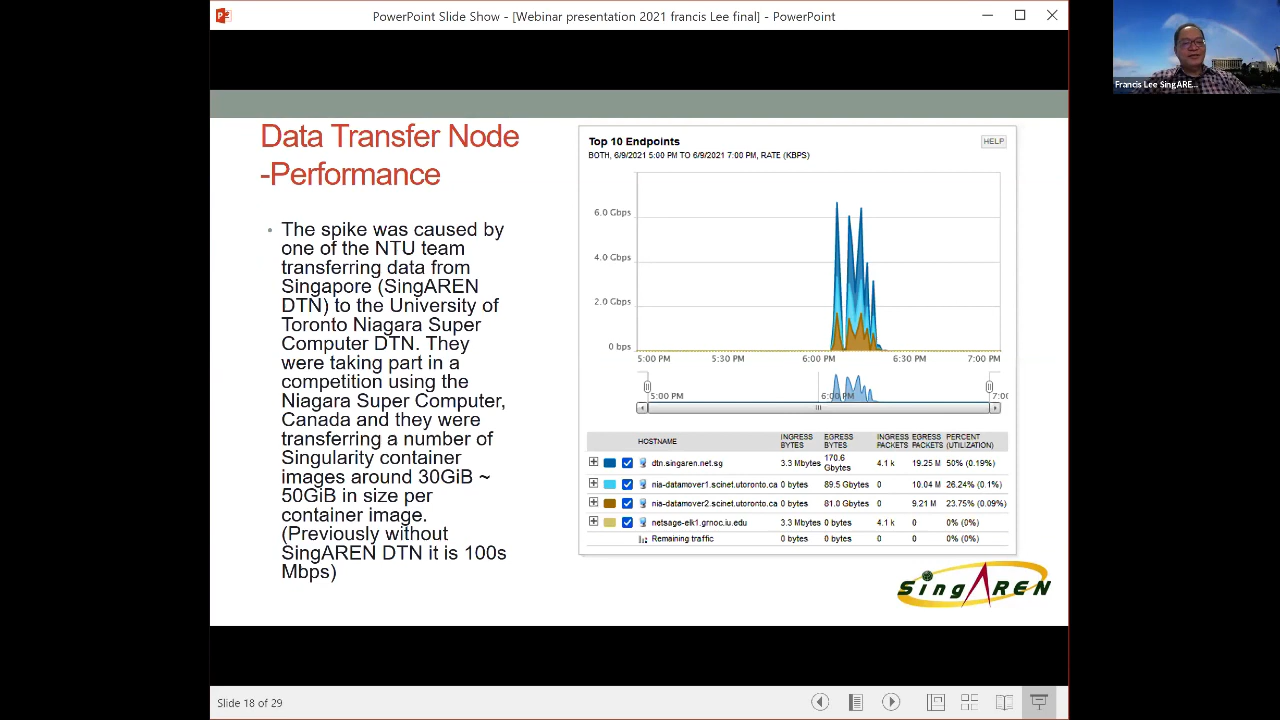 PowerPoint Slide Show - [Webinar presentation 2021 francis Lee final] - PowerPoint
Francis Lee SingARE...
Data Transfer Node
-Performance
• The spike was caused by
one of the NTU team
transferring data from
Singapore (SingAREN
DTN) to the University of
Toronto Niagara Super
Computer DTN. They
were taking part in a
competition using the
Niagara Super Computer,
Canada and they were
transferring a number of
Singularity container
images around 30GiB ~
50GiB in size per
container image.
(Previously without
SingAREN DTN it is 100s
Mbps)
Top 10 Endpoints
HELP
BOTH, 6/9/2021 5:00 PM TO 6/9/2021 7:00 PM, RATE (KBPS)
6.0 Gbps
4.0 Gbps
2.0 Gbps
0 bps
5:00 PM 5:30 PM 6:00 PM 6:30 PM 7:00 PM
5:00 PM 6:00 PM 7:00
HOSTNAME INGRESS BYTES EGRESS BYTES INGRESS PACKETS EGRESS PACKETS PERCENT (UTILIZATION)
dtn.singaren.net.sg 3.3 Mbytes 170.6 Gbytes 4.1 k 19.25 M 50% (0.19%)
nia-datamover1.scinet.utoronto.ca 0 bytes 89.5 Gbytes 0 10.04 M 26.24% (0.1%)
nia-datamover2.scinet.utoronto.ca 0 bytes 81.0 Gbytes 0 9.21 M 23.75% (0.09%)
netsage-elk1.grnoc.iu.edu 3.3 Mbytes 0 bytes 4.1 k 0 0% (0%)
Remaining traffic 0 bytes 0 bytes 0 0 0% (0%)
SingAREN
Slide 18 of 29